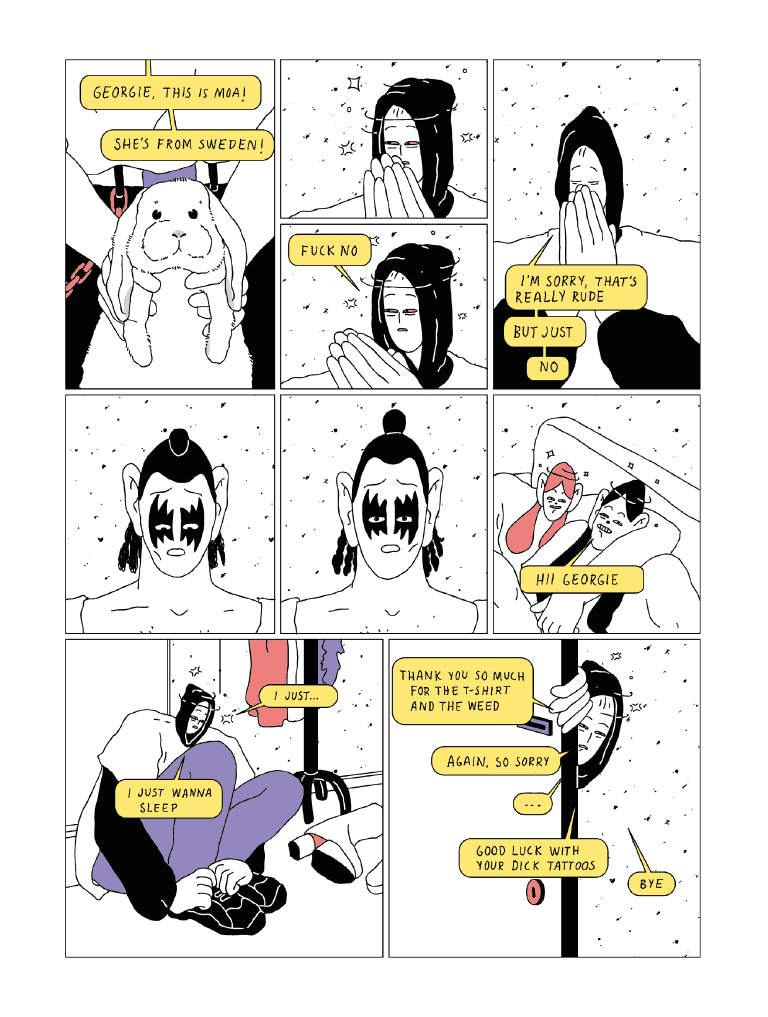 GEORGIE, THIS IS MOA!
SHE'S FROM SWEDEN!
FUCK NO
I'M SORRY, THAT'S
REALLY RUDE
BUT JUST
NO
HII GEORGIE
I JUST...
I JUST WANNA
SLEEP
THANK YOU SO MUCH
FOR THE T-SHIRT
AND THE WEED
AGAIN, SO SORRY
...
GOOD LUCK WITH
YOUR DICK TATTOOS
BYE